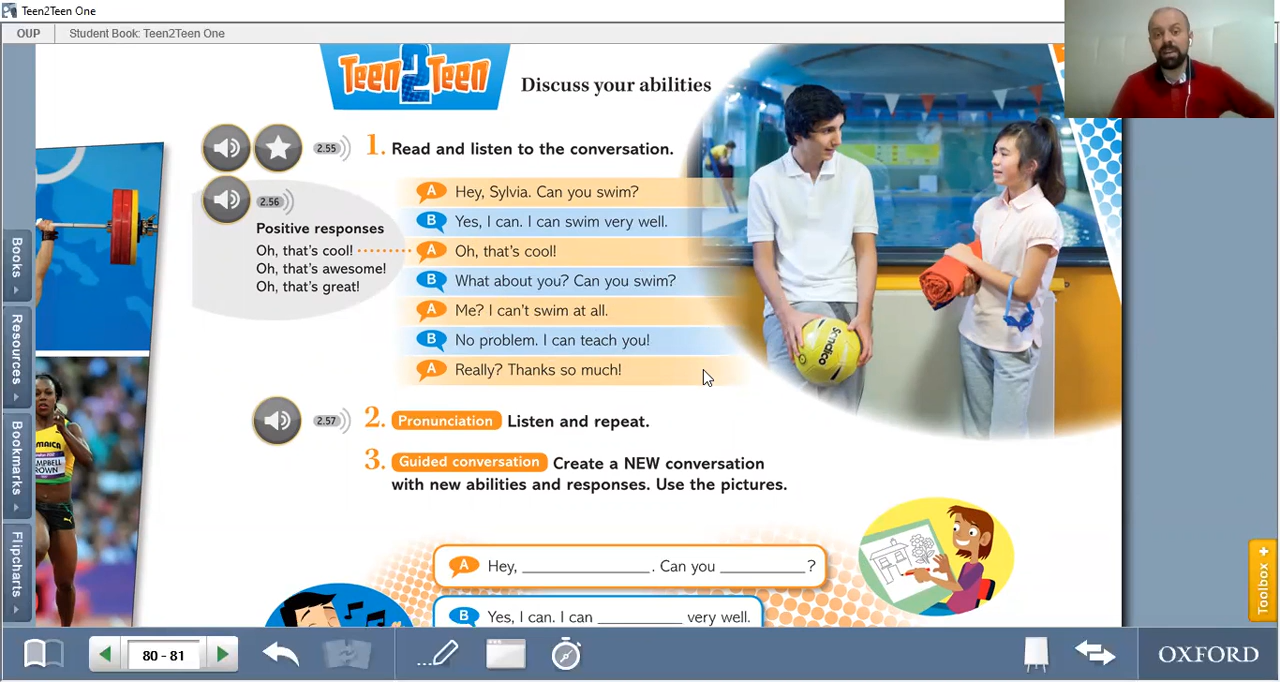 Teen2Teen One
OUP
Student Book: Teen2Teen One
Teen2Teen
Discuss your abilities
2.55
1. Read and listen to the conversation.
2.56
Positive responses
Oh, that's cool!
Oh, that's awesome!
Oh, that's great!
A Hey, Sylvia. Can you swim?
B Yes, I can. I can swim very well.
A Oh, that's cool!
B What about you? Can you swim?
A Me? I can't swim at all.
B No problem. I can teach you!
A Really? Thanks so much!
2.57
2. Pronunciation Listen and repeat.
3. Guided conversation Create a NEW conversation
with new abilities and responses. Use the pictures.
A Hey, ____________. Can you ________?
B Yes, I can. I can ________ very well.
Books
Resources
Bookmarks
Flipcharts
JAMAICA
CAMPBELL
BROWN
Toolbox +
80 - 81
OXFORD